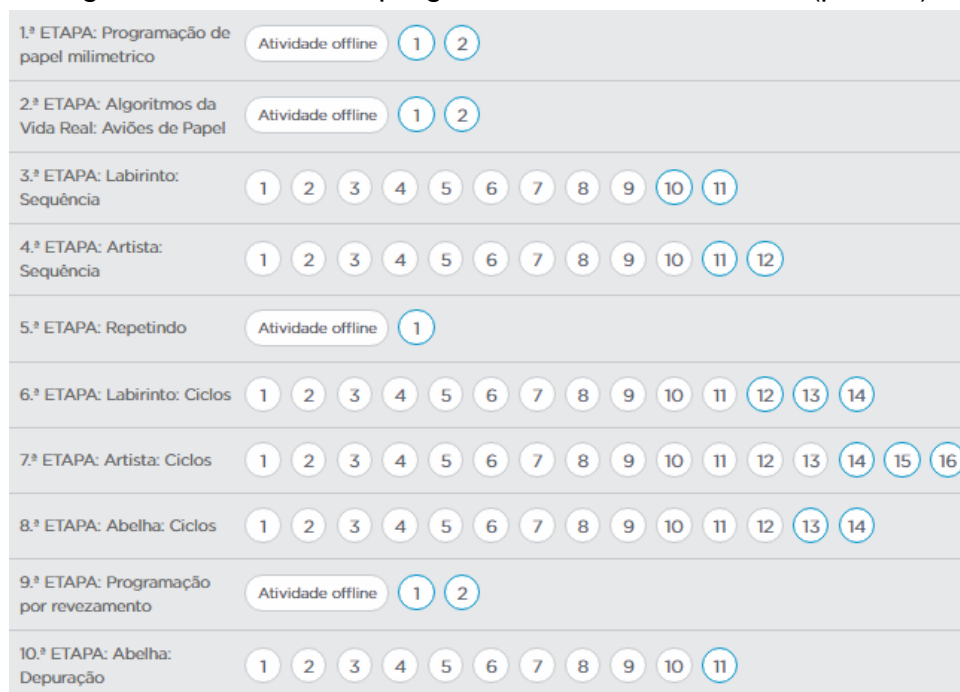 1.ª ETAPA: Programação de papel milimetrico Atividade offline 1 2
2.ª ETAPA: Algoritmos da Vida Real: Aviões de Papel Atividade offline 1 2
3.ª ETAPA: Labirinto: Sequência 1 2 3 4 5 6 7 8 9 10 11
4.ª ETAPA: Artista: Sequência 1 2 3 4 5 6 7 8 9 10 11 12
5.ª ETAPA: Repetindo Atividade offline 1
6.ª ETAPA: Labirinto: Ciclos 1 2 3 4 5 6 7 8 9 10 11 12 13 14
7.ª ETAPA: Artista: Ciclos 1 2 3 4 5 6 7 8 9 10 11 12 13 14 15 16
8.ª ETAPA: Abelha: Ciclos 1 2 3 4 5 6 7 8 9 10 11 12 13 14
9.ª ETAPA: Programação por revezamento Atividade offline 1 2
10.ª ETAPA: Abelha: Depuração 1 2 3 4 5 6 7 8 9 10 11